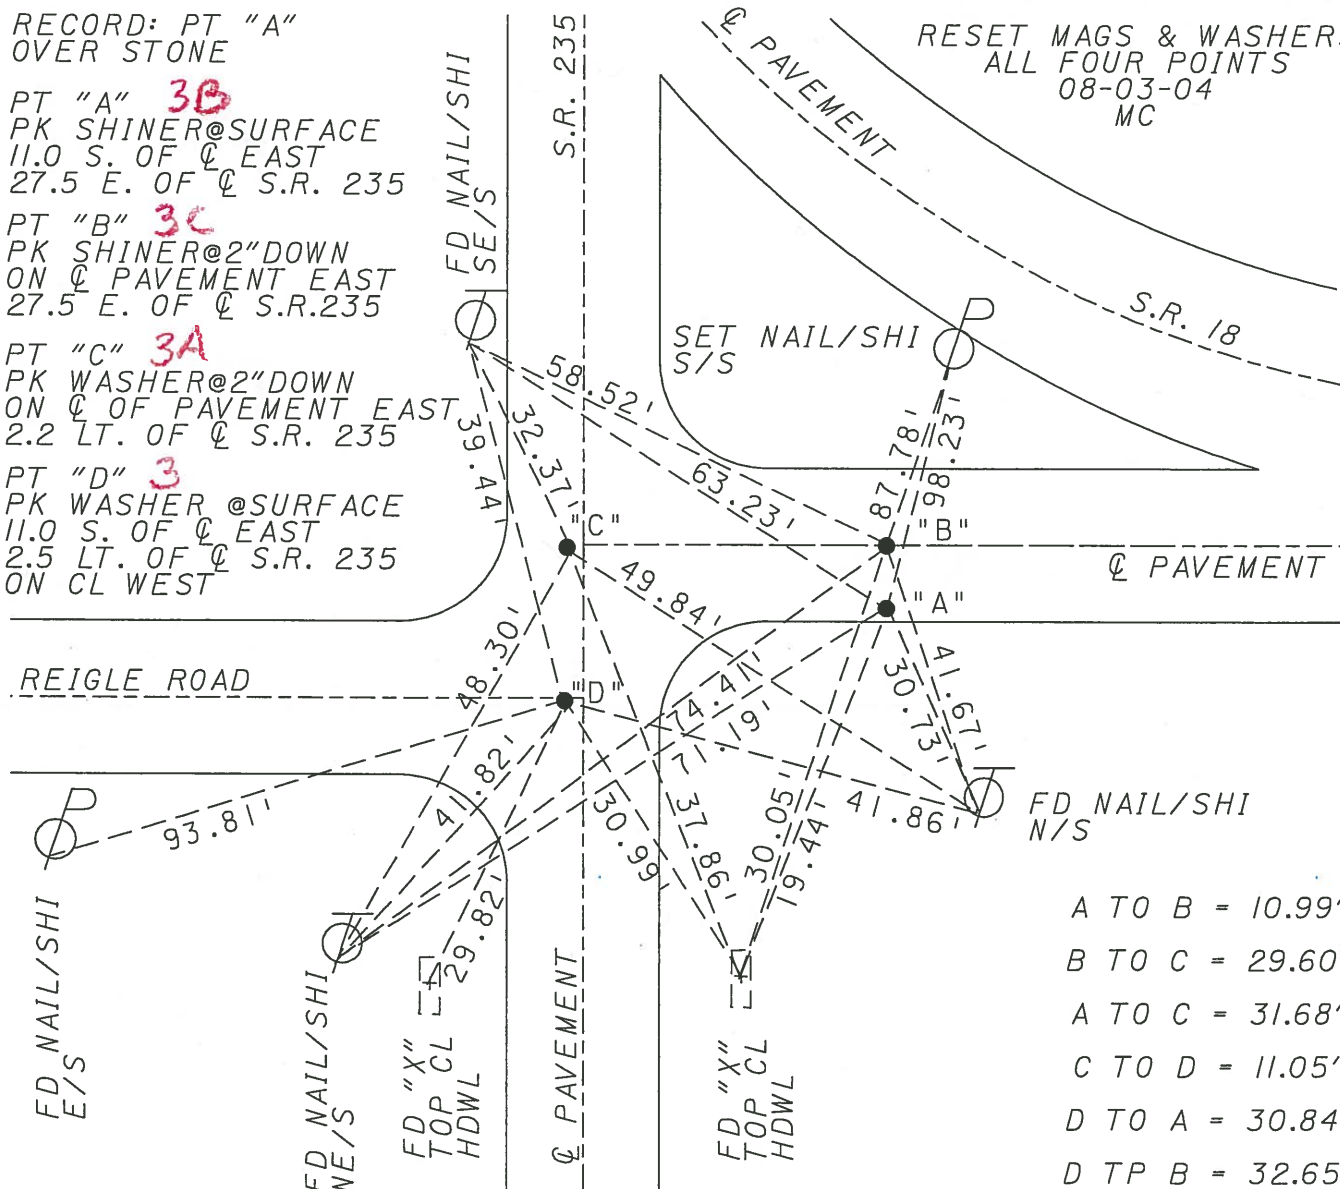 RECORD: PT "A"
OVER STONE
PT "A" 3B
PK SHINER@SURFACE
11.0 S. OF ℄ EAST
27.5 E. OF ℄ S.R. 235
PT "B" 3C
PK SHINER@2"DOWN
ON ℄ PAVEMENT EAST
27.5 E. OF ℄ S.R.235
PT "C" 3A
PK WASHER@2"DOWN
ON ℄ OF PAVEMENT EAST
2.2 LT. OF ℄ S.R. 235
PT "D" 3
PK WASHER @SURFACE
11.0 S. OF ℄ EAST
2.5 LT. OF ℄ S.R. 235
ON CL WEST
FD NAIL/SHI
SE/S
S.R. 235
℄ PAVEMENT
S.R. 18
RESET MAGS & WASHERS
ALL FOUR POINTS
08-03-04
MC
SET NAIL/SHI
S/S
58.52'
63.23'
39.44'
32.37'
87.78'
98.23'
"C"
"B"
"A"
"D"
℄ PAVEMENT
REIGLE ROAD
49.84'
48.30'
74.41'
71.19'
30.73'
41.67'
93.81'
41.82'
29.82'
30.99'
37.86'
30.05'
19.44'
41.86'
FD NAIL/SHI
N/S
FD NAIL/SHI
E/S
FD NAIL/SHI
NE/S
FD "X"
TOP CL
HDWL
℄ PAVEMENT
FD "X"
TOP CL
HDWL
A TO B = 10.99'
B TO C = 29.60
A TO C = 31.68'
C TO D = 11.05'
D TO A = 30.84
D TP B = 32.65